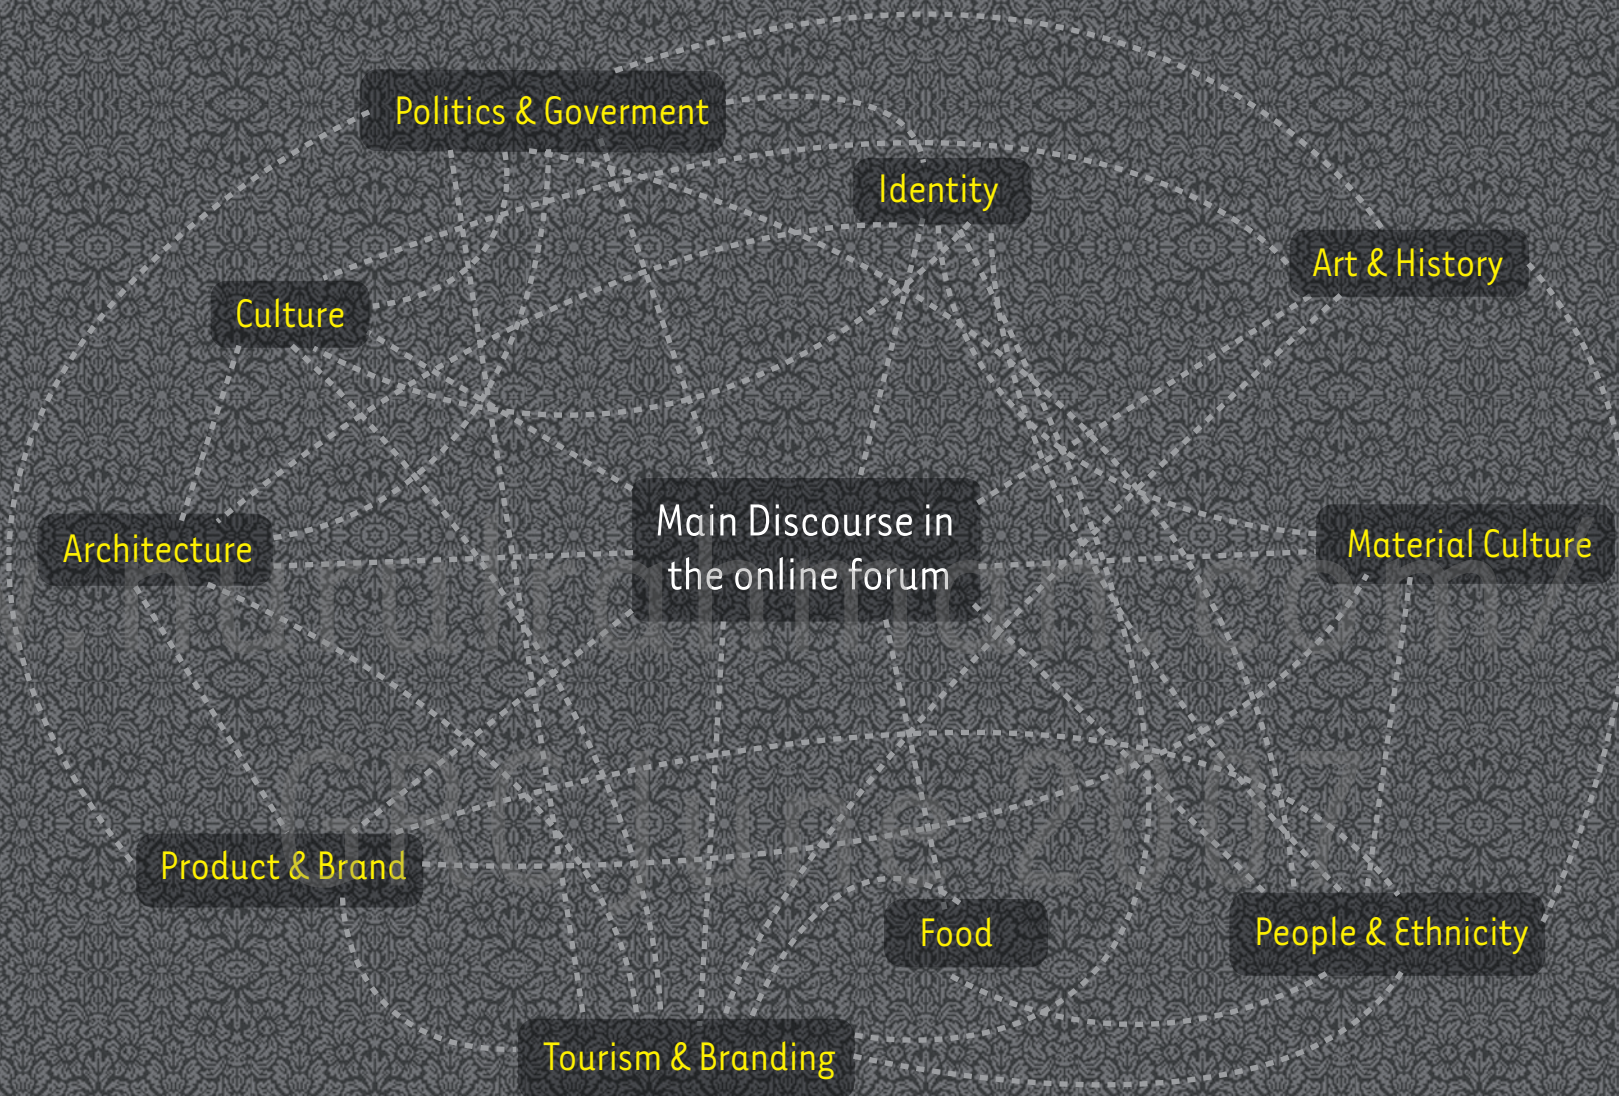 Politics & Goverment
Identity
Art & History
Culture
Main Discourse in
the online forum
Architecture
Material Culture
Product & Brand
Food
People & Ethnicity
Tourism & Branding